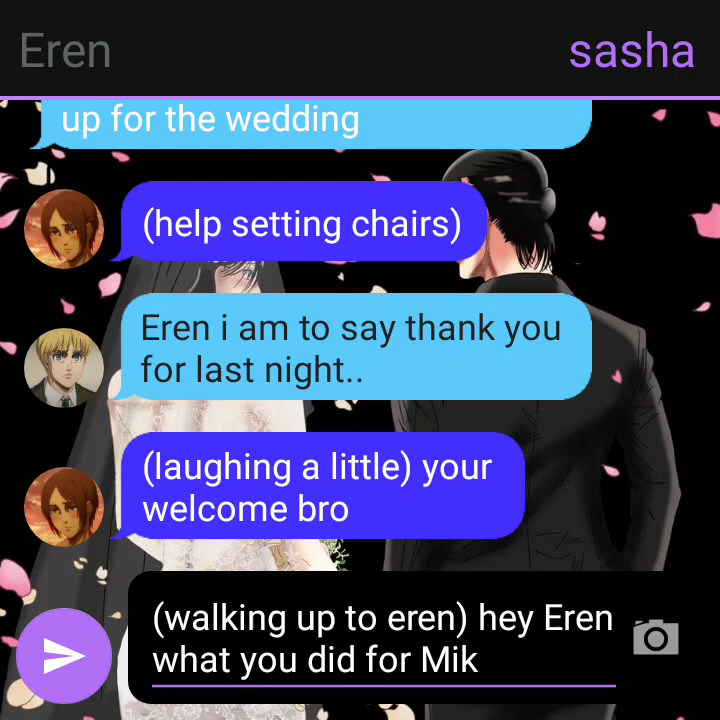 Eren sasha
up for the wedding
(help setting chairs)
Eren i am to say thank you
for last night..
(laughing a little) your
welcome bro
(walking up to eren) hey Eren
what you did for Mik